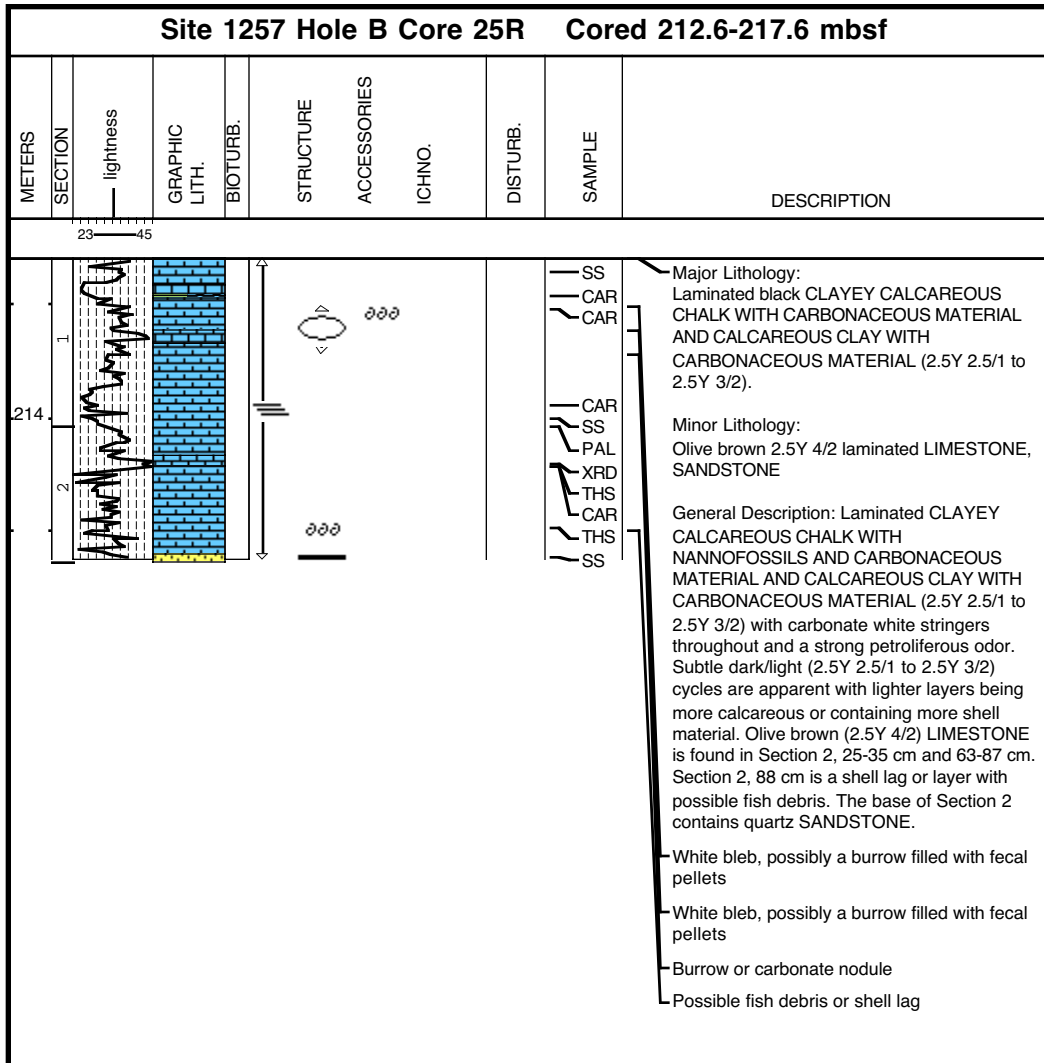 Site 1257 Hole B Core 25R Cored 212.6-217.6 mbsf
METERS
SECTION
lightness
GRAPHIC
LITH.
BIOTURB.
STRUCTURE
ACCESSORIES
ICHNO.
DISTURB.
SAMPLE
DESCRIPTION
23 45
1
214
2
SS
CAR
CAR
CAR
SS
PAL
XRD
THS
CAR
THS
SS
Major Lithology:
Laminated black CLAYEY CALCAREOUS
CHALK WITH CARBONACEOUS MATERIAL
AND CALCAREOUS CLAY WITH
CARBONACEOUS MATERIAL (2.5Y 2.5/1 to
2.5Y 3/2).
Minor Lithology:
Olive brown 2.5Y 4/2 laminated LIMESTONE,
SANDSTONE
General Description: Laminated CLAYEY
CALCAREOUS CHALK WITH
NANNOFOSSILS AND CARBONACEOUS
MATERIAL AND CALCAREOUS CLAY WITH
CARBONACEOUS MATERIAL (2.5Y 2.5/1 to
2.5Y 3/2) with carbonate white stringers
throughout and a strong petroliferous odor.
Subtle dark/light (2.5Y 2.5/1 to 2.5Y 3/2)
cycles are apparent with lighter layers being
more calcareous or containing more shell
material. Olive brown (2.5Y 4/2) LIMESTONE
is found in Section 2, 25-35 cm and 63-87 cm.
Section 2, 88 cm is a shell lag or layer with
possible fish debris. The base of Section 2
contains quartz SANDSTONE.
White bleb, possibly a burrow filled with fecal
pellets
White bleb, possibly a burrow filled with fecal
pellets
Burrow or carbonate nodule
Possible fish debris or shell lag